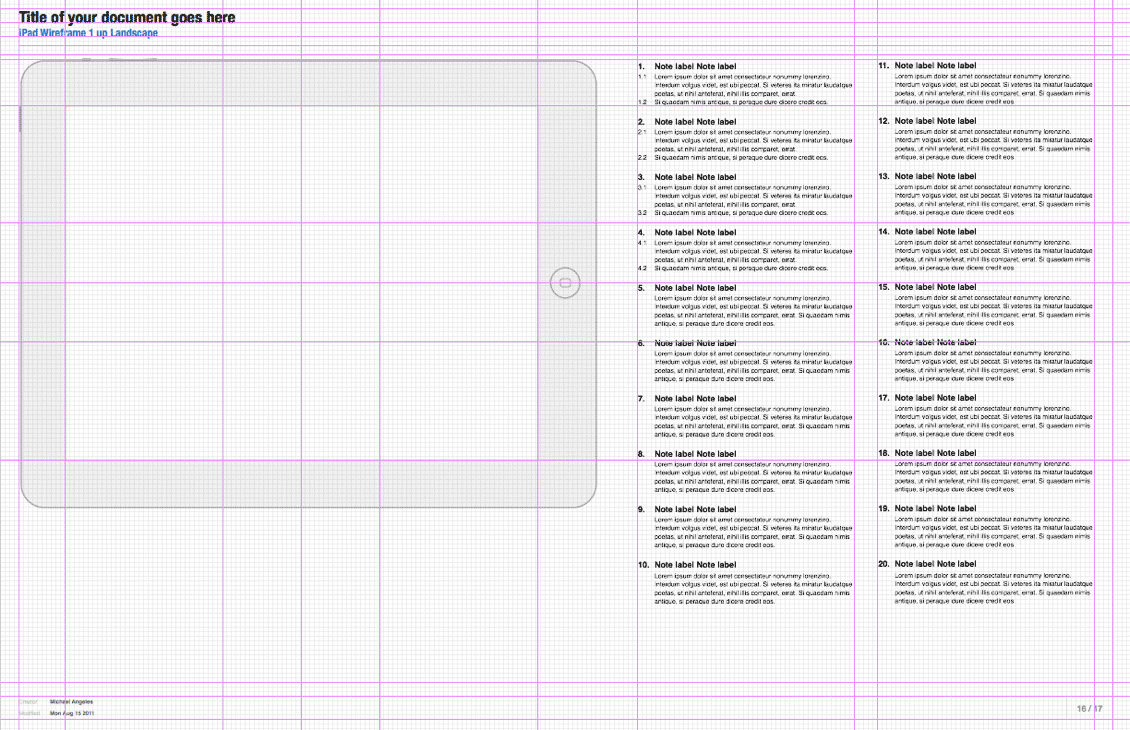 Title of your document goes here
iPad Wireframe 1 up Landscape
1. Note label Note label
1.1 Lorem ipsum dolor sit amet consectateur nonummy lorenzino.
Interdum volgus videt, est ubi peccat. Si veteres ita miratur laudatque
poetas, ut nihil anteferat, nihil illis comparet, errat.
1.2 Si quaedam nimis antique, si peraque dure dicere credit eos.
2. Note label Note label
2.1 Lorem ipsum dolor sit amet consectateur nonummy lorenzino.
Interdum volgus videt, est ubi peccat. Si veteres ita miratur laudatque
poetas, ut nihil anteferat, nihil illis comparet, errat.
2.2 Si quaedam nimis antique, si peraque dure dicere credit eos.
3. Note label Note label
3.1 Lorem ipsum dolor sit amet consectateur nonummy lorenzino.
Interdum volgus videt, est ubi peccat. Si veteres ita miratur laudatque
poetas, ut nihil anteferat, nihil illis comparet, errat.
3.2 Si quaedam nimis antique, si peraque dure dicere credit eos.
4. Note label Note label
4.1 Lorem ipsum dolor sit amet consectateur nonummy lorenzino.
Interdum volgus videt, est ubi peccat. Si veteres ita miratur laudatque
poetas, ut nihil anteferat, nihil illis comparet, errat.
4.2 Si quaedam nimis antique, si peraque dure dicere credit eos.
5. Note label Note label
Lorem ipsum dolor sit amet consectateur nonummy lorenzino.
Interdum volgus videt, est ubi peccat. Si veteres ita miratur laudatque
poetas, ut nihil anteferat, nihil illis comparet, errat. Si quaedam nimis
antique, si peraque dure dicere credit eos.
6. Note label Note label
Lorem ipsum dolor sit amet consectateur nonummy lorenzino.
Interdum volgus videt, est ubi peccat. Si veteres ita miratur laudatque
poetas, ut nihil anteferat, nihil illis comparet, errat. Si quaedam nimis
antique, si peraque dure dicere credit eos.
7. Note label Note label
Lorem ipsum dolor sit amet consectateur nonummy lorenzino.
Interdum volgus videt, est ubi peccat. Si veteres ita miratur laudatque
poetas, ut nihil anteferat, nihil illis comparet, errat. Si quaedam nimis
antique, si peraque dure dicere credit eos.
8. Note label Note label
Lorem ipsum dolor sit amet consectateur nonummy lorenzino.
Interdum volgus videt, est ubi peccat. Si veteres ita miratur laudatque
poetas, ut nihil anteferat, nihil illis comparet, errat. Si quaedam nimis
antique, si peraque dure dicere credit eos.
9. Note label Note label
Lorem ipsum dolor sit amet consectateur nonummy lorenzino.
Interdum volgus videt, est ubi peccat. Si veteres ita miratur laudatque
poetas, ut nihil anteferat, nihil illis comparet, errat. Si quaedam nimis
antique, si peraque dure dicere credit eos.
10. Note label Note label
Lorem ipsum dolor sit amet consectateur nonummy lorenzino.
Interdum volgus videt, est ubi peccat. Si veteres ita miratur laudatque
poetas, ut nihil anteferat, nihil illis comparet, errat. Si quaedam nimis
antique, si peraque dure dicere credit eos.
11. Note label Note label
Lorem ipsum dolor sit amet consectateur nonummy lorenzino.
Interdum volgus videt, est ubi peccat. Si veteres ita miratur laudatque
poetas, ut nihil anteferat, nihil illis comparet, errat. Si quaedam nimis
antique, si peraque dure dicere credit eos
12. Note label Note label
Lorem ipsum dolor sit amet consectateur nonummy lorenzino.
Interdum volgus videt, est ubi peccat. Si veteres ita miratur laudatque
poetas, ut nihil anteferat, nihil illis comparet, errat. Si quaedam nimis
antique, si peraque dure dicere credit eos
13. Note label Note label
Lorem ipsum dolor sit amet consectateur nonummy lorenzino.
Interdum volgus videt, est ubi peccat. Si veteres ita miratur laudatque
poetas, ut nihil anteferat, nihil illis comparet, errat. Si quaedam nimis
antique, si peraque dure dicere credit eos
14. Note label Note label
Lorem ipsum dolor sit amet consectateur nonummy lorenzino.
Interdum volgus videt, est ubi peccat. Si veteres ita miratur laudatque
poetas, ut nihil anteferat, nihil illis comparet, errat. Si quaedam nimis
antique, si peraque dure dicere credit eos
15. Note label Note label
Lorem ipsum dolor sit amet consectateur nonummy lorenzino.
Interdum volgus videt, est ubi peccat. Si veteres ita miratur laudatque
poetas, ut nihil anteferat, nihil illis comparet, errat. Si quaedam nimis
antique, si peraque dure dicere credit eos
16. Note label Note label
Lorem ipsum dolor sit amet consectateur nonummy lorenzino.
Interdum volgus videt, est ubi peccat. Si veteres ita miratur laudatque
poetas, ut nihil anteferat, nihil illis comparet, errat. Si quaedam nimis
antique, si peraque dure dicere credit eos
17. Note label Note label
Lorem ipsum dolor sit amet consectateur nonummy lorenzino.
Interdum volgus videt, est ubi peccat. Si veteres ita miratur laudatque
poetas, ut nihil anteferat, nihil illis comparet, errat. Si quaedam nimis
antique, si peraque dure dicere credit eos
18. Note label Note label
Lorem ipsum dolor sit amet consectateur nonummy lorenzino.
Interdum volgus videt, est ubi peccat. Si veteres ita miratur laudatque
poetas, ut nihil anteferat, nihil illis comparet, errat. Si quaedam nimis
antique, si peraque dure dicere credit eos
19. Note label Note label
Lorem ipsum dolor sit amet consectateur nonummy lorenzino.
Interdum volgus videt, est ubi peccat. Si veteres ita miratur laudatque
poetas, ut nihil anteferat, nihil illis comparet, errat. Si quaedam nimis
antique, si peraque dure dicere credit eos
20. Note label Note label
Lorem ipsum dolor sit amet consectateur nonummy lorenzino.
Interdum volgus videt, est ubi peccat. Si veteres ita miratur laudatque
poetas, ut nihil anteferat, nihil illis comparet, errat. Si quaedam nimis
antique, si peraque dure dicere credit eos
Creator Michael Angeles
Modified Mon Aug 15 2011
16 / 17